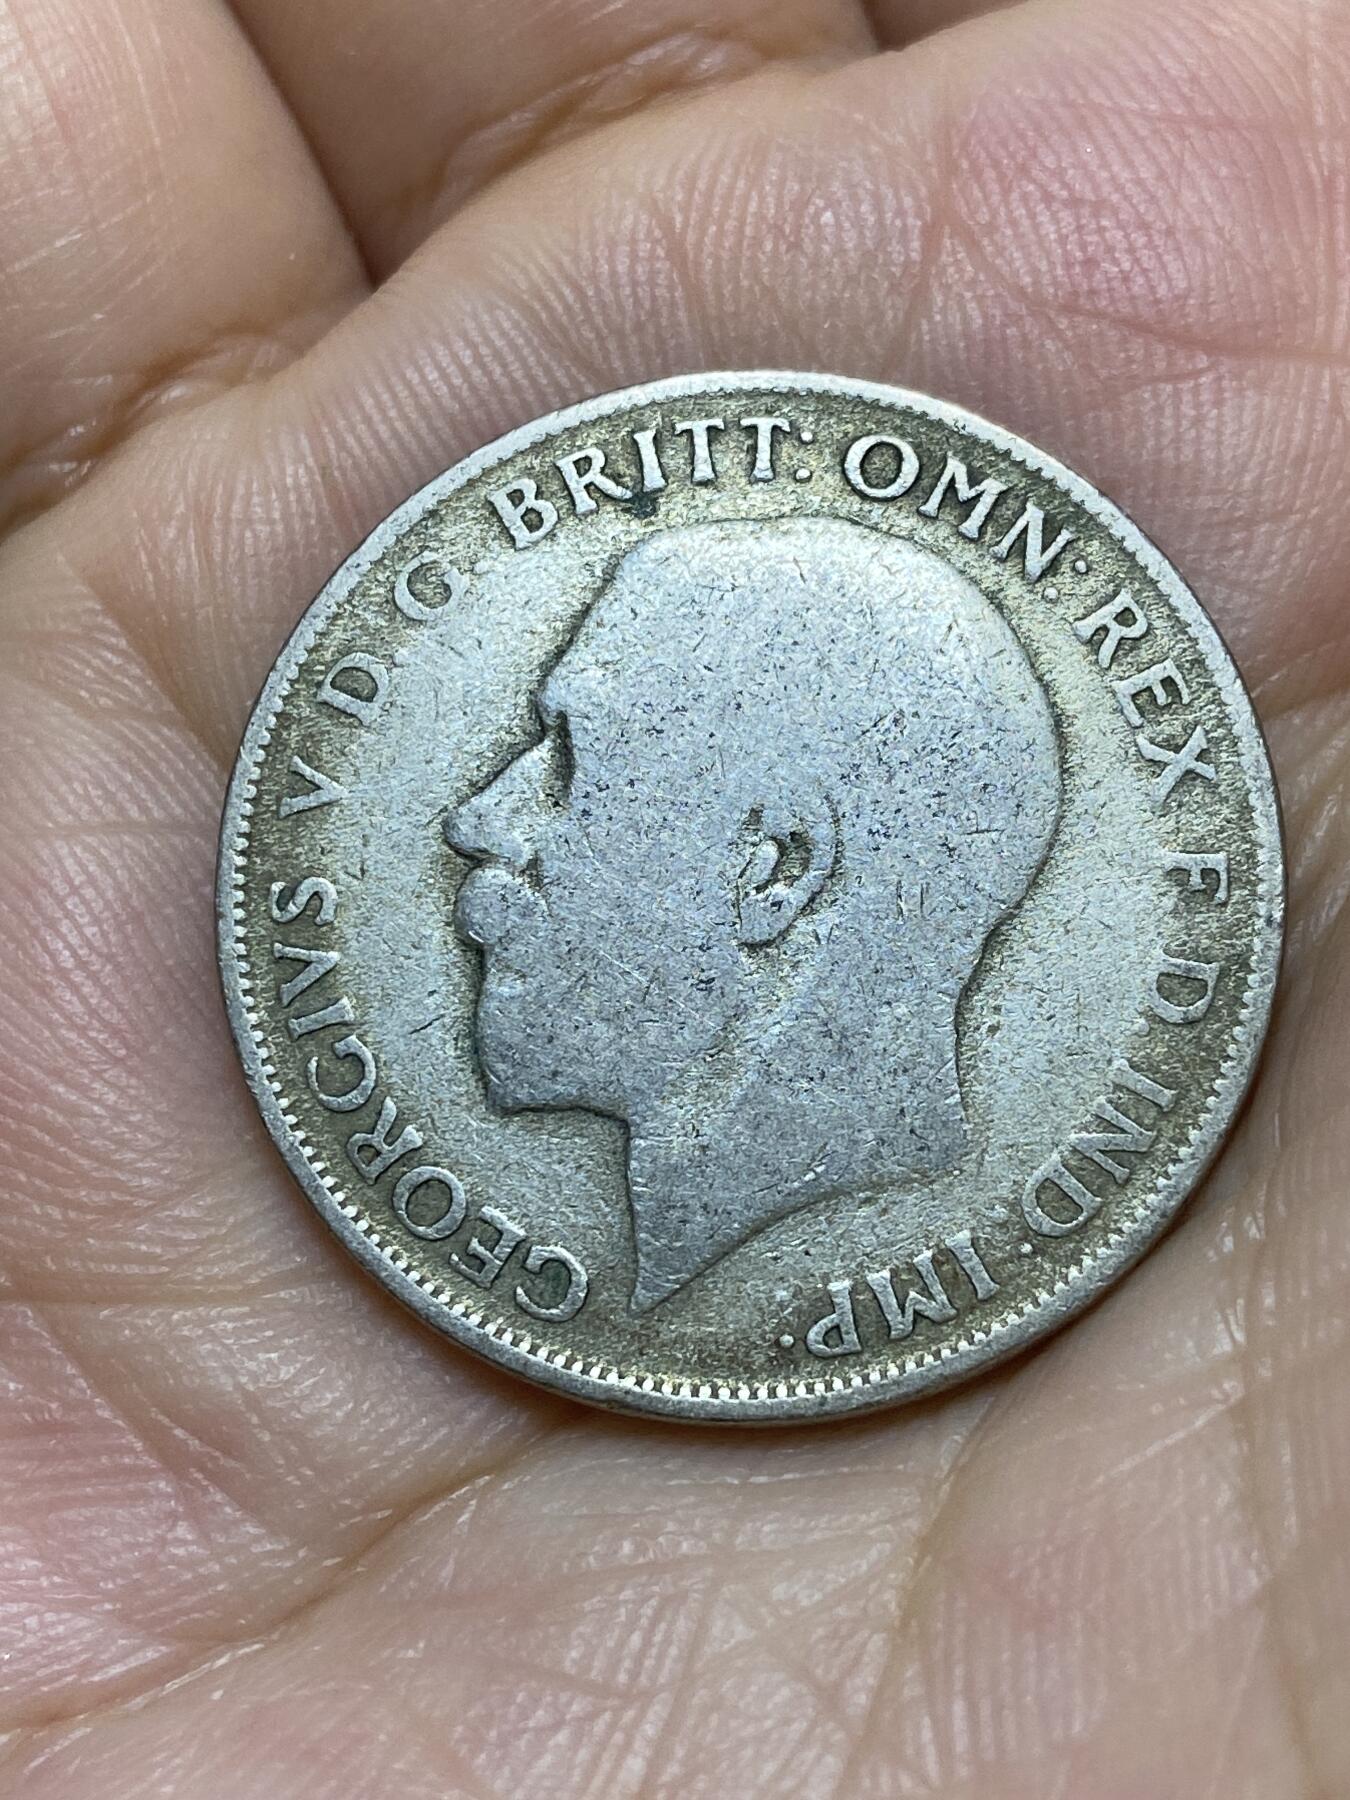 GEORGIVS V D. G. BRITT: OMN: REX F. D. IND: IMP.